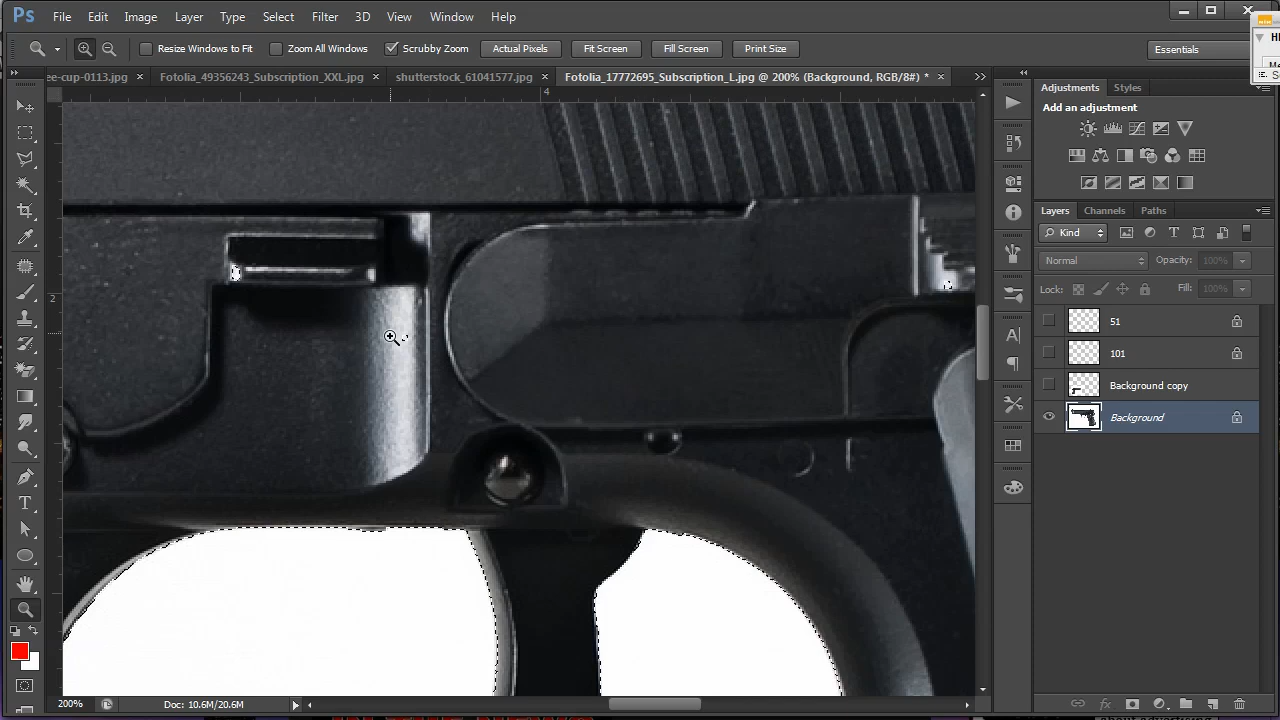 Ps File Edit Image Layer Type Select Filter 3D View Window Help
Resize Windows to Fit Zoom All Windows Scrubby Zoom Actual Pixels Fit Screen Fill Screen Print Size Essentials
ee-cup-0113.jpg × Fotolia_49356243_Subscription_XXL.jpg × shutterstock_61041577.jpg × Fotolia_17772695_Subscription_L.jpg @ 200% (Background, RGB/8#) * ×
4
2
Adjustments Styles
Add an adjustment
Layers Channels Paths
Kind
Normal Opacity: 100%
Lock: Fill: 100%
51
101
Background copy
Background
200% Doc: 10.6M/20.6M